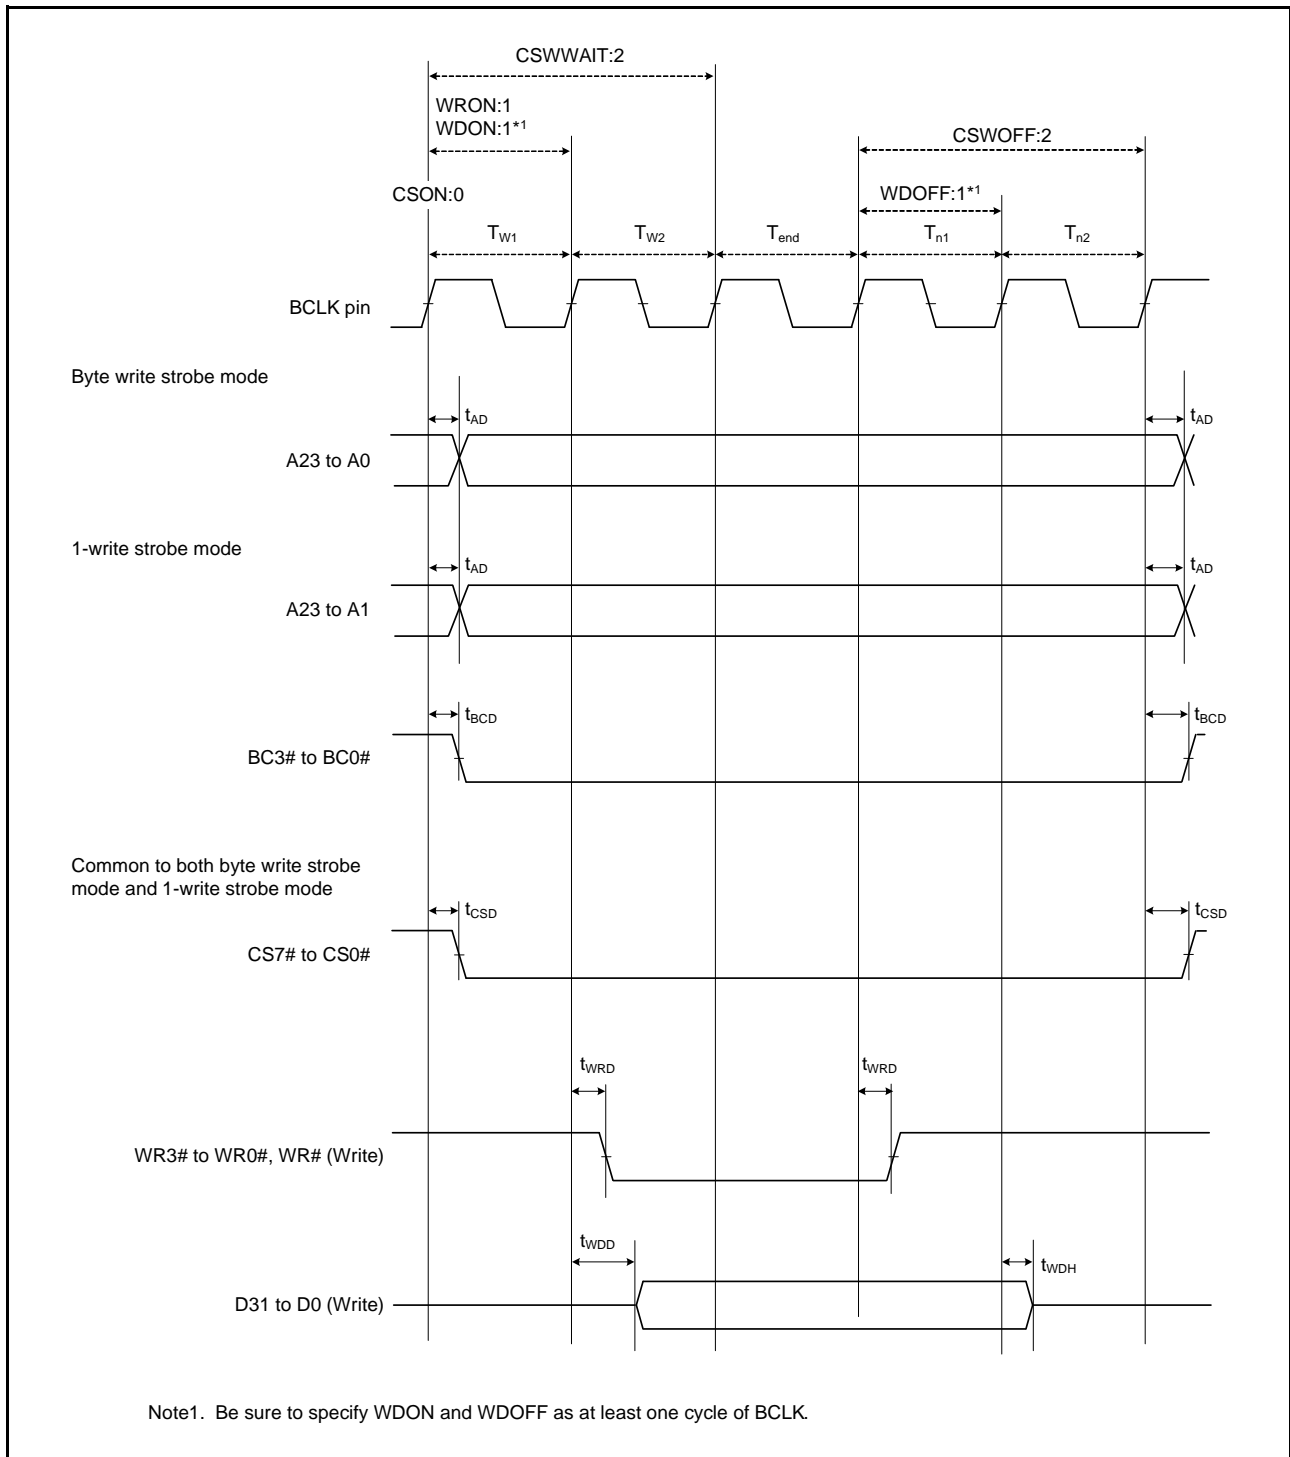 CSWWAIT:2
WRON:1
WDON:1*1
CSWOFF:2
CSON:0
WDOFF:1*1
TW1 TW2 Tend Tn1 Tn2
BCLK pin
Byte write strobe mode
tAD tAD
A23 to A0
1-write strobe mode
tAD tAD
A23 to A1
tBCD tBCD
BC3# to BC0#
Common to both byte write strobe
mode and 1-write strobe mode
tCSD tCSD
CS7# to CS0#
tWRD tWRD
WR3# to WR0#, WR# (Write)
tWDD tWDH
D31 to D0 (Write)
Note1. Be sure to specify WDON and WDOFF as at least one cycle of BCLK.